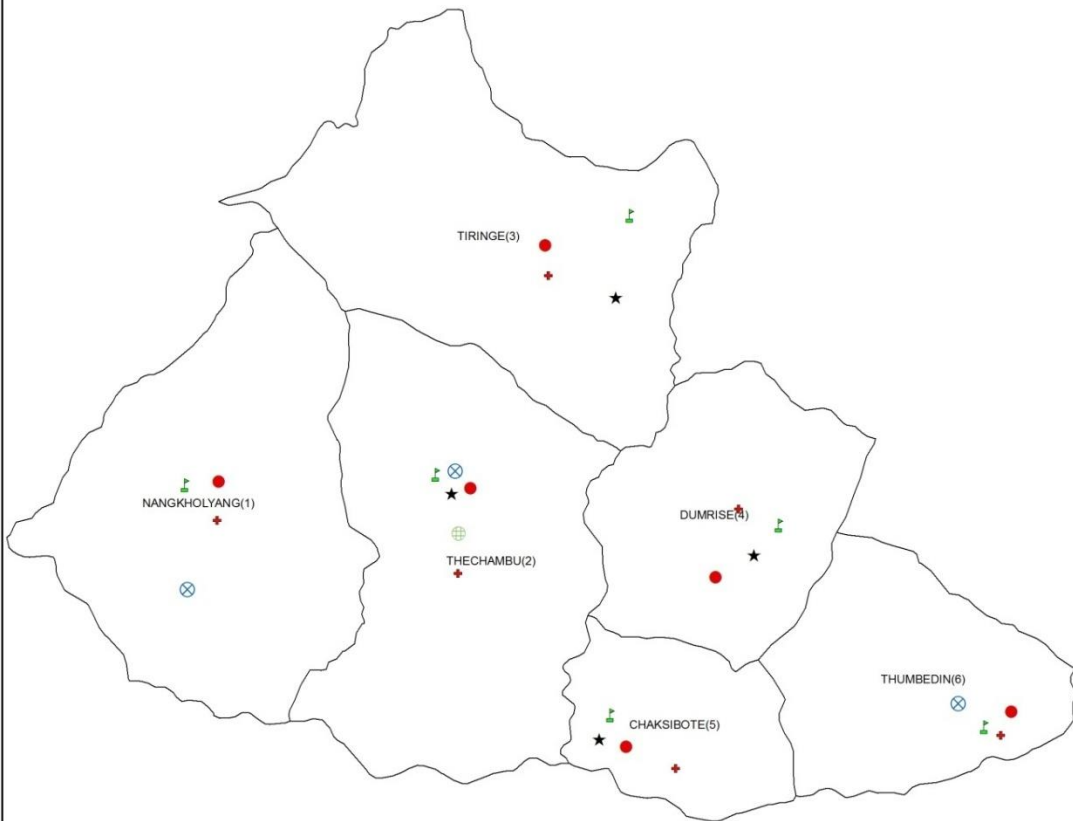 TIRINGE(3)
NANGKHOLYANG(1)
THECHAMBU(2)
DUMRISE(4)
THUMBEDIN(6)
CHAKSIBOTE(5)